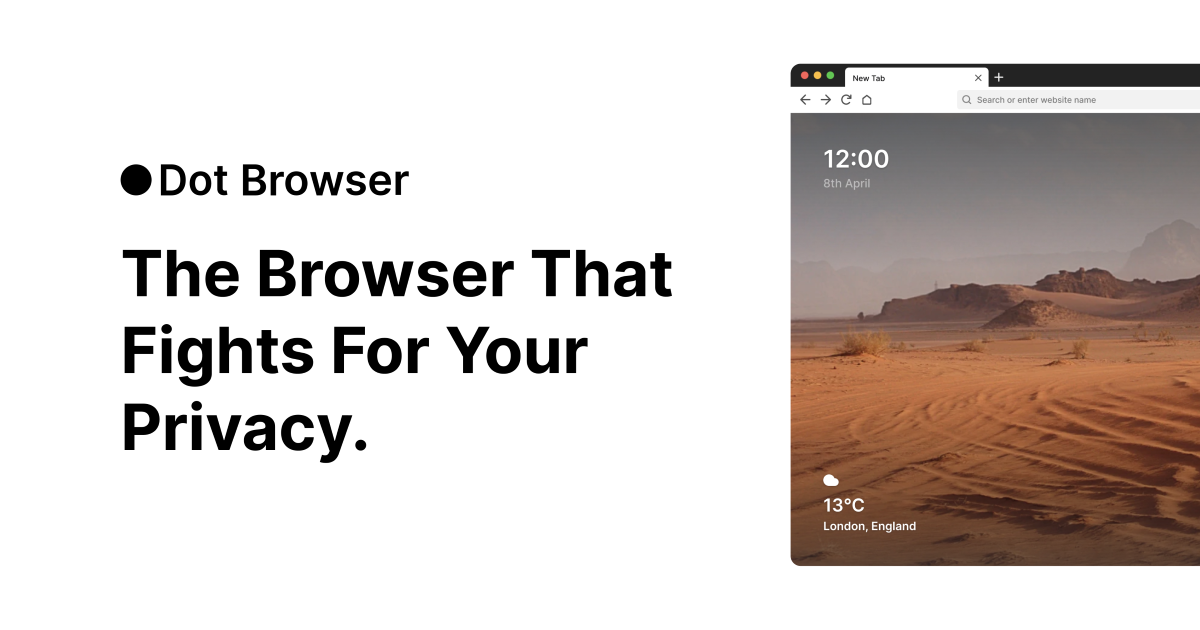 Dot Browser
The Browser That
Fights For Your
Privacy.
New Tab
Search or enter website name
12:00
8th April
13°C
London, England